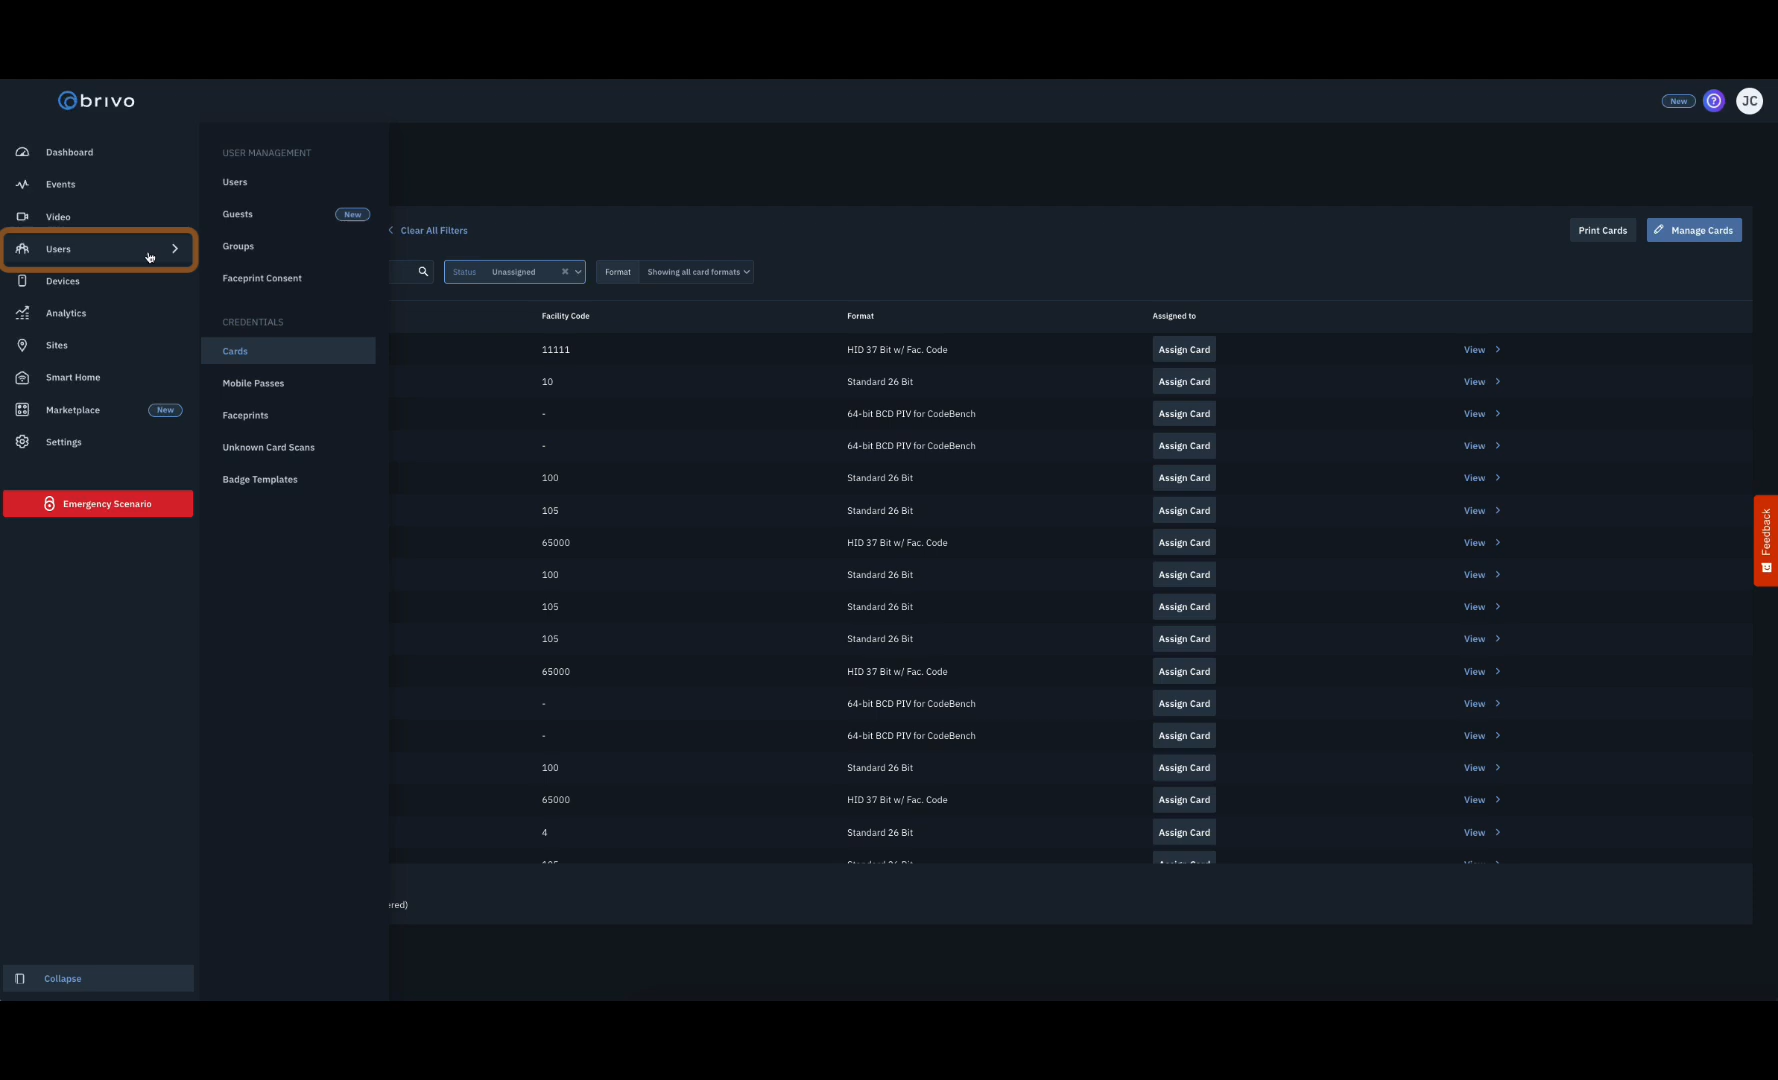 brivo
New
JC
Dashboard
Events
Video
Users
Devices
Analytics
Sites
Smart Home
Marketplace New
Settings
Emergency Scenario
Collapse
USER MANAGEMENT
Users
Guests New
Groups
Faceprint Consent
CREDENTIALS
Cards
Mobile Passes
Faceprints
Unknown Card Scans
Badge Templates
Clear All Filters
Print Cards Manage Cards
Status Unassigned Format Showing all card formats
Facility Code Format Assigned to
11111 HID 37 Bit w/ Fac. Code Assign Card View
10 Standard 26 Bit Assign Card View
- 64-bit BCD PIV for CodeBench Assign Card View
- 64-bit BCD PIV for CodeBench Assign Card View
100 Standard 26 Bit Assign Card View
105 Standard 26 Bit Assign Card View
65000 HID 37 Bit w/ Fac. Code Assign Card View
100 Standard 26 Bit Assign Card View
105 Standard 26 Bit Assign Card View
105 Standard 26 Bit Assign Card View
65000 HID 37 Bit w/ Fac. Code Assign Card View
- 64-bit BCD PIV for CodeBench Assign Card View
- 64-bit BCD PIV for CodeBench Assign Card View
100 Standard 26 Bit Assign Card View
65000 HID 37 Bit w/ Fac. Code Assign Card View
4 Standard 26 Bit Assign Card View
105 Standard 26 Bit Assign Card View
ered)
Feedback